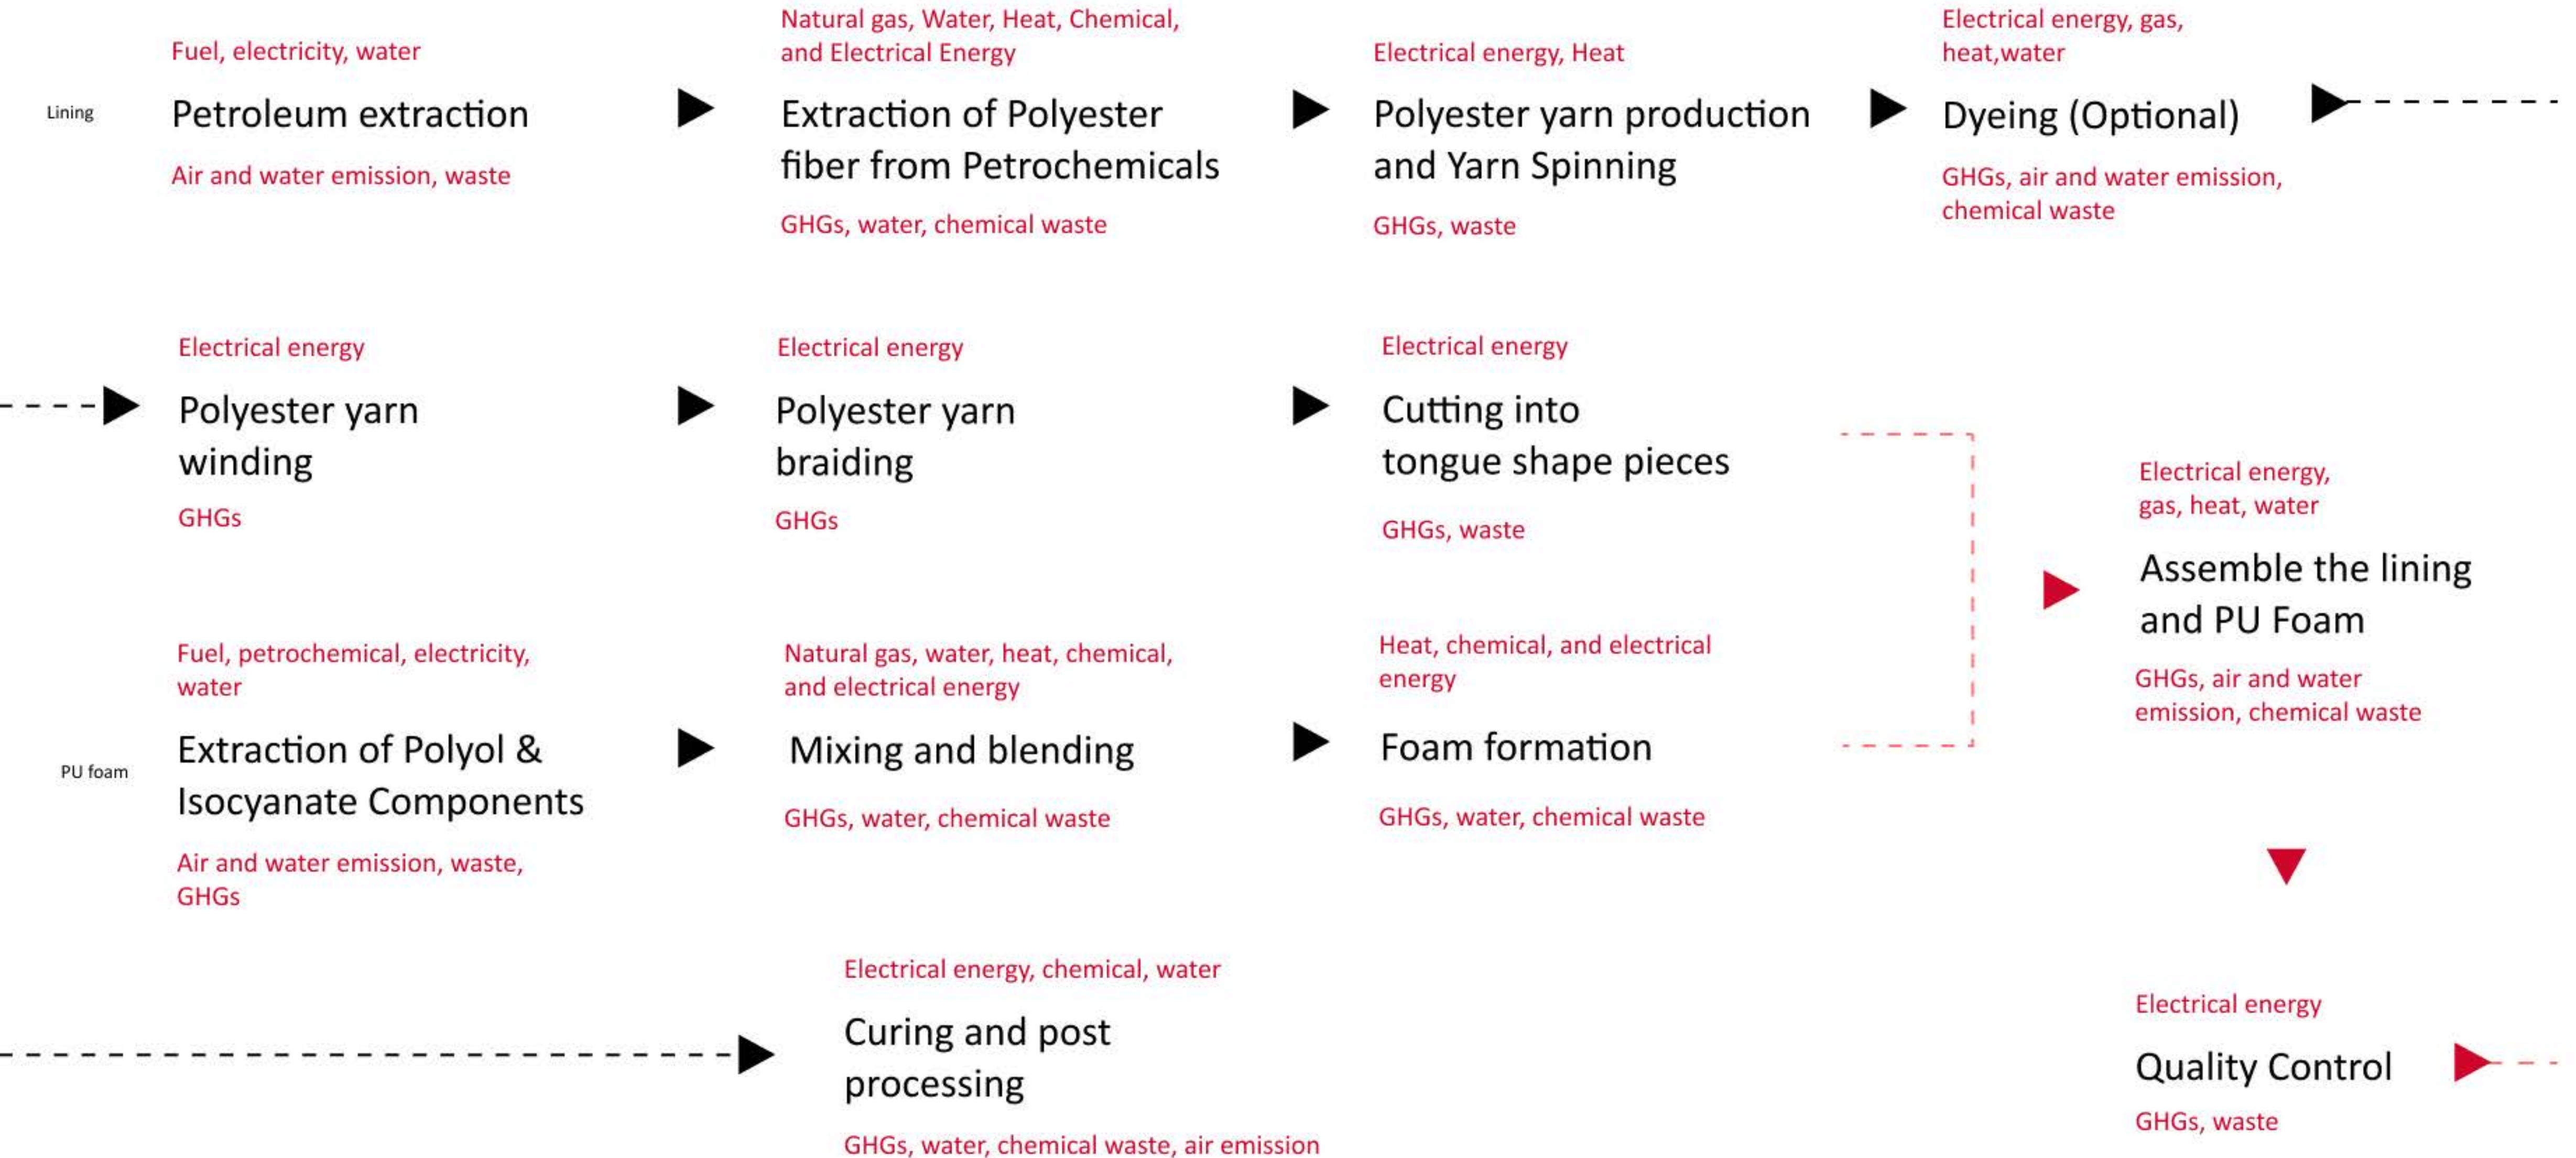 Lining
Fuel, electricity, water
Petroleum extraction
Air and water emission, waste
Natural gas, Water, Heat, Chemical,
and Electrical Energy
Extraction of Polyester
fiber from Petrochemicals
GHGs, water, chemical waste
Electrical energy, Heat
Polyester yarn production
and Yarn Spinning
GHGs, waste
Electrical energy, gas,
heat,water
Dyeing (Optional)
GHGs, air and water emission,
chemical waste
Electrical energy
Polyester yarn
winding
GHGs
Electrical energy
Polyester yarn
braiding
GHGs
Electrical energy
Cutting into
tongue shape pieces
GHGs, waste
PU foam
Fuel, petrochemical, electricity,
water
Extraction of Polyol &
Isocyanate Components
Air and water emission, waste,
GHGs
Natural gas, water, heat, chemical,
and electrical energy
Mixing and blending
GHGs, water, chemical waste
Heat, chemical, and electrical
energy
Foam formation
GHGs, water, chemical waste
Electrical energy,
gas, heat, water
Assemble the lining
and PU Foam
GHGs, air and water
emission, chemical waste
Electrical energy, chemical, water
Curing and post
processing
GHGs, water, chemical waste, air emission
Electrical energy
Quality Control
GHGs, waste